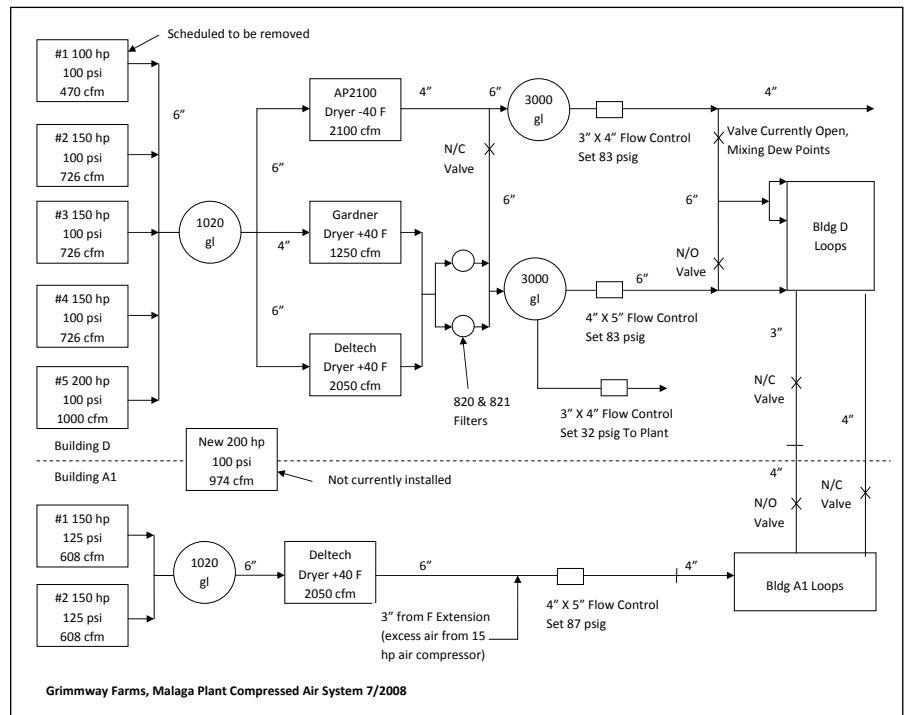 Scheduled to be removed
#1 100 hp
100 psi
470 cfm
6”
#2 150 hp
100 psi
726 cfm
#3 150 hp
100 psi
726 cfm
#4 150 hp
100 psi
726 cfm
#5 200 hp
100 psi
1000 cfm
1020
gl
6”
4”
6”
AP2100
Dryer -40 F
2100 cfm
Gardner
Dryer +40 F
1250 cfm
Deltech
Dryer +40 F
2050 cfm
4”
6”
N/C
Valve
6”
820 & 821
Filters
3000
gl
3” X 4” Flow Control
Set 83 psig
4”
Valve Currently Open,
Mixing Dew Points
6”
N/O
Valve
Bldg D
Loops
3000
gl
6”
4” X 5” Flow Control
Set 83 psig
3” X 4” Flow Control
Set 32 psig To Plant
3”
N/C
Valve
4”
Building D
Building A1
New 200 hp
100 psi
974 cfm
Not currently installed
4”
N/O
Valve
N/C
Valve
#1 150 hp
125 psi
608 cfm
#2 150 hp
125 psi
608 cfm
1020
gl
6”
Deltech
Dryer +40 F
2050 cfm
6”
3” from F Extension
(excess air from 15
hp air compressor)
4” X 5” Flow Control
Set 87 psig
4”
Bldg A1 Loops
Grimmway Farms, Malaga Plant Compressed Air System 7/2008